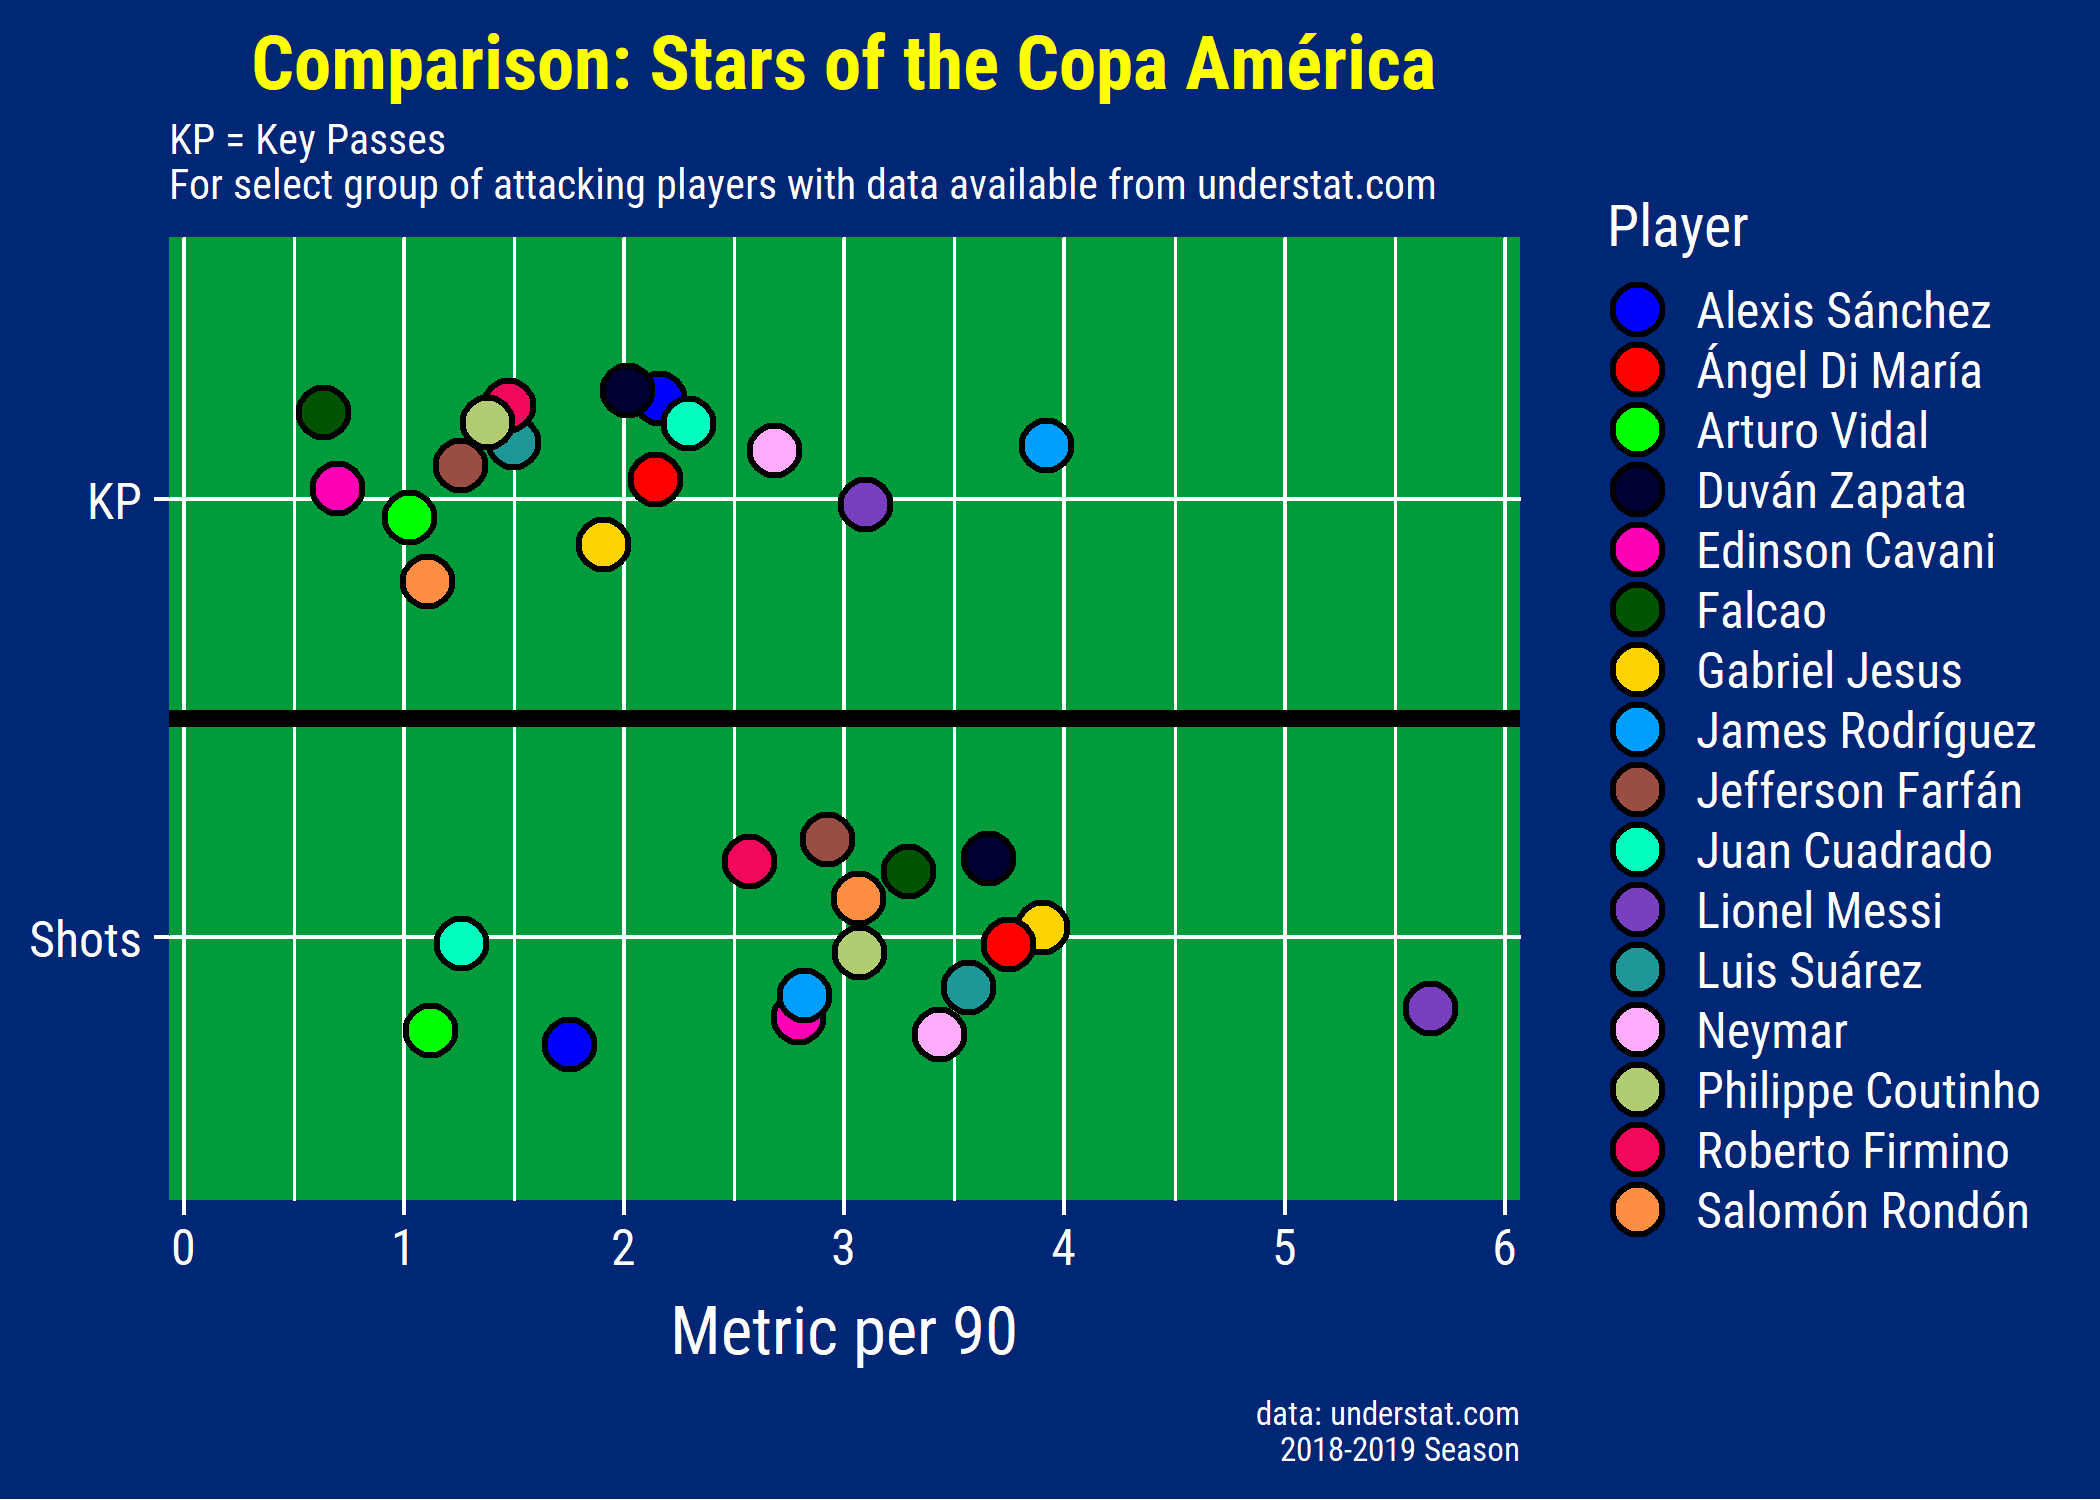 Comparison: Stars of the Copa América
KP = Key Passes
For select group of attacking players with data available from understat.com
KP
Shots
0 1 2 3 4 5 6
Metric per 90
Player
Alexis Sánchez
Ángel Di María
Arturo Vidal
Duván Zapata
Edinson Cavani
Falcao
Gabriel Jesus
James Rodríguez
Jefferson Farfán
Juan Cuadrado
Lionel Messi
Luis Suárez
Neymar
Philippe Coutinho
Roberto Firmino
Salomón Rondón
data: understat.com
2018-2019 Season